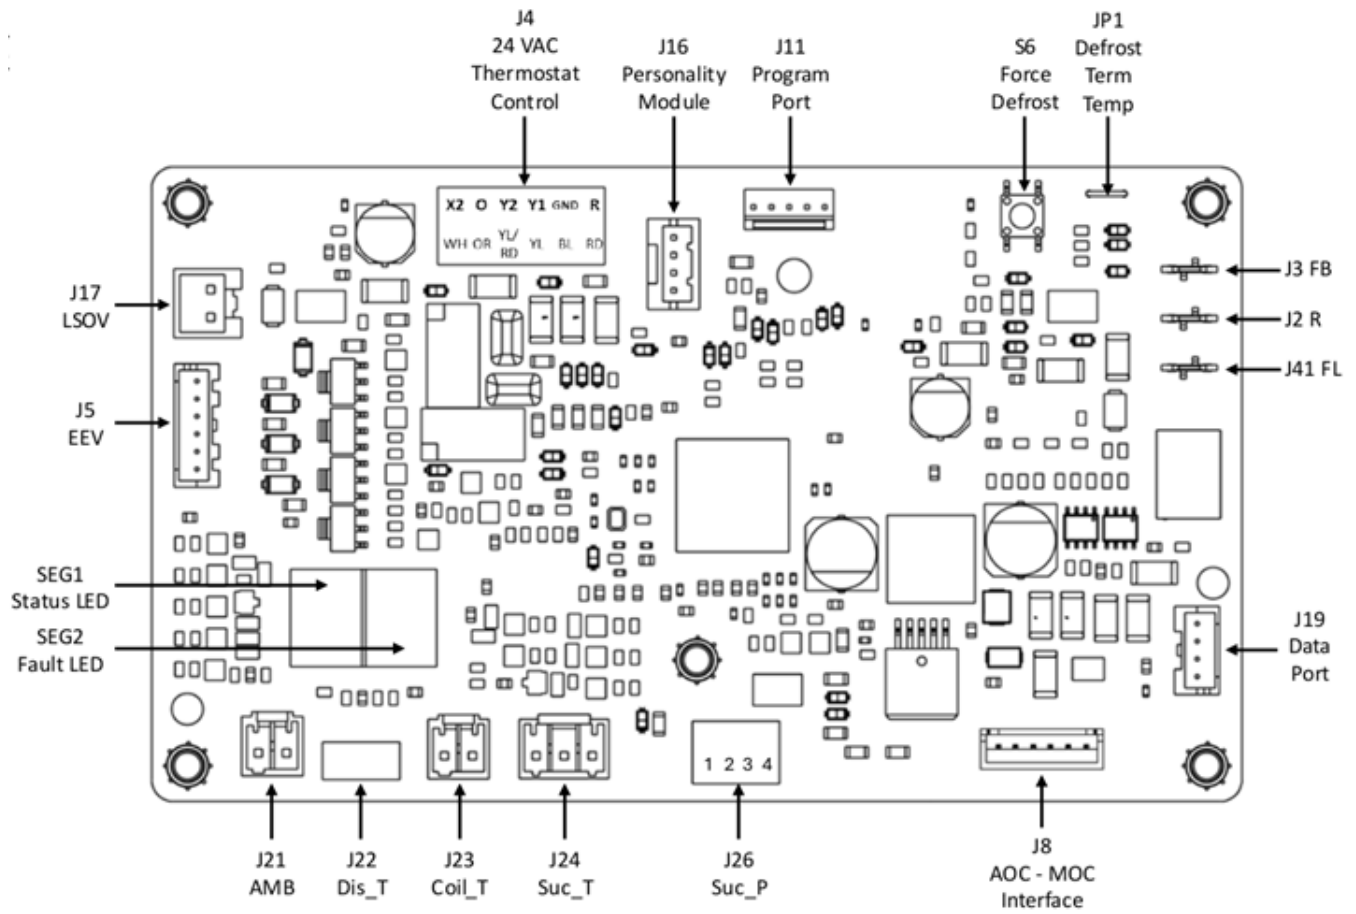 J4
24 VAC
Thermostat
Control
J16
Personality
Module
J11
Program
Port
S6
Force
Defrost
JP1
Defrost
Term
Temp
X2 O Y2 Y1 GND R
WH OR YL/RD YL BL RD
J3 FB
J2 R
J41 FL
J17
LSOV
J5
EEV
SEG1
Status LED
SEG2
Fault LED
J19
Data
Port
1 2 3 4
J21
AMB
J22
Dis_T
J23
Coil_T
J24
Suc_T
J26
Suc_P
J8
AOC - MOC
Interface